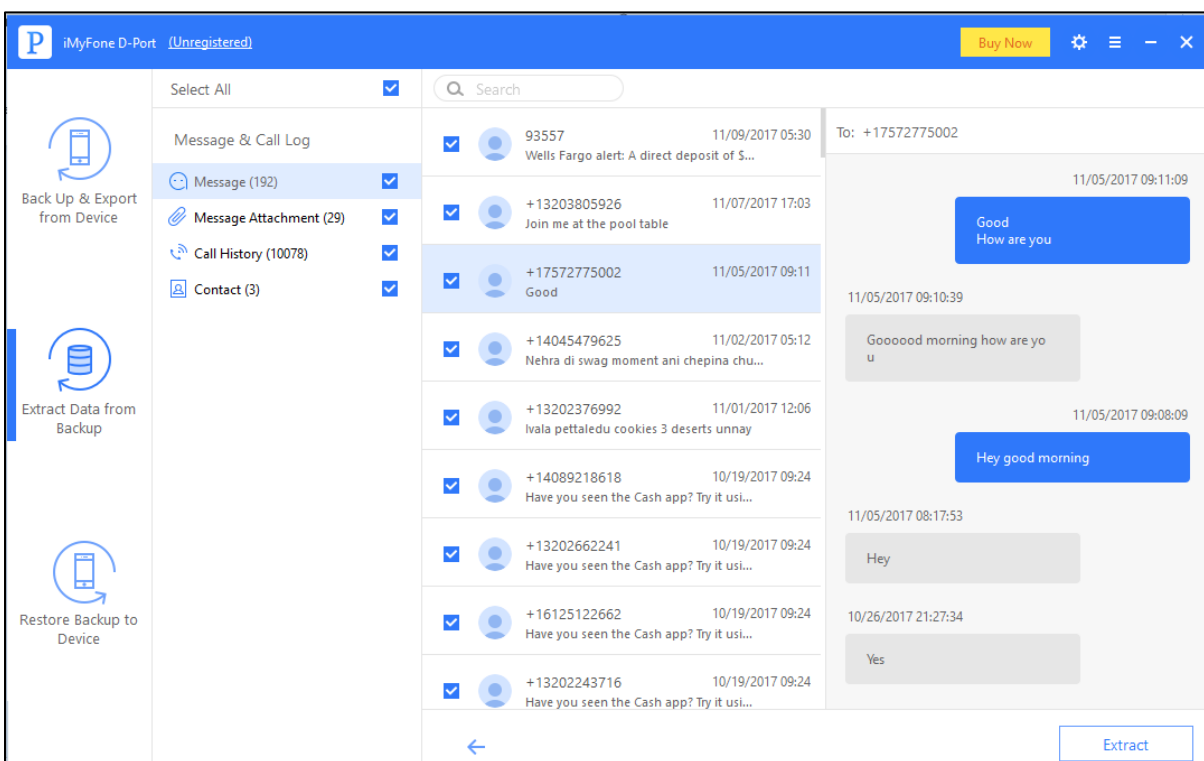 P
iMyFone D-Port (Unregistered)
Buy Now
Back Up & Export
from Device
Extract Data from
Backup
Restore Backup to
Device
Select All
Message & Call Log
Message (192)
Message Attachment (29)
Call History (10078)
Contact (3)
Search
93557 11/09/2017 05:30
Wells Fargo alert: A direct deposit of $...
+13203805926 11/07/2017 17:03
Join me at the pool table
+17572775002 11/05/2017 09:11
Good
+14045479625 11/02/2017 05:12
Nehra di swag moment ani chepina chu...
+13202376992 11/01/2017 12:06
Ivala pettaledu cookies 3 deserts unnay
+14089218618 10/19/2017 09:24
Have you seen the Cash app? Try it usi...
+13202662241 10/19/2017 09:24
Have you seen the Cash app? Try it usi...
+16125122662 10/19/2017 09:24
Have you seen the Cash app? Try it usi...
+13202243716 10/19/2017 09:24
Have you seen the Cash app? Try it usi...
To: +17572775002
11/05/2017 09:11:09
Good
How are you
11/05/2017 09:10:39
Goooood morning how are yo
u
11/05/2017 09:08:09
Hey good morning
11/05/2017 08:17:53
Hey
10/26/2017 21:27:34
Yes
Extract